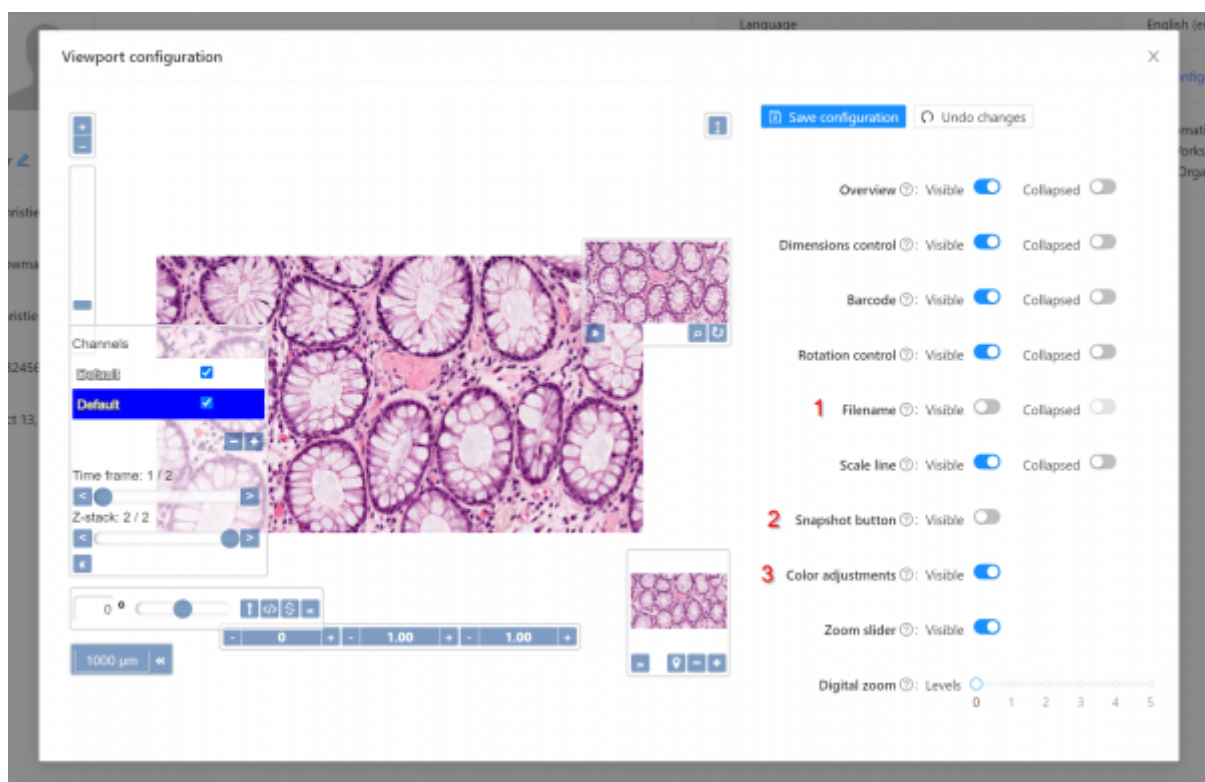 Language
English (e
Viewport configuration
Save configuration
Undo changes
Overview : Visible Collapsed
Dimensions control : Visible Collapsed
Barcode : Visible Collapsed
Rotation control : Visible Collapsed
1 Filename : Visible Collapsed
Scale line : Visible Collapsed
2 Snapshot button : Visible
3 Color adjustments : Visible
Zoom slider : Visible
Digital zoom : Levels
0 1 2 3 4 5
+
−
Channels
Default
Default
− +
Time frame: 1 / 2
< >
Z-stack: 2 / 2
< >
«
0 °
- 0 + - 1.00 + - 1.00 +
1000 μm «
− +